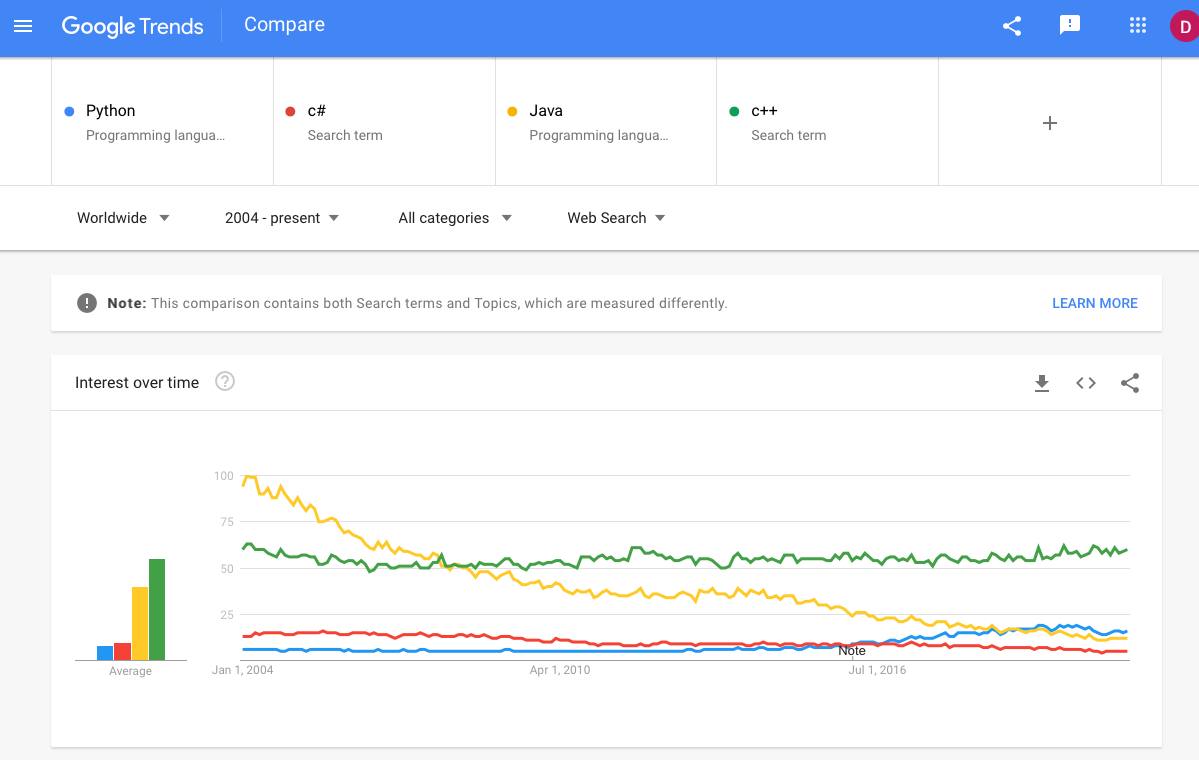 Google Trends Compare D
Python c# Java c++
Programming langua... Search term Programming langua... Search term
Worldwide 2004 - present All categories Web Search
! Note: This comparison contains both Search terms and Topics, which are measured differently. LEARN MORE
Interest over time ?
100
75
50
25
Note
Average Jan 1, 2004 Apr 1, 2010 Jul 1, 2016